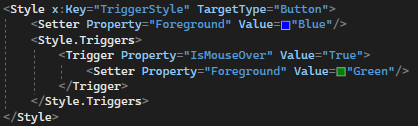 <Style x:Key="TriggerStyle" TargetType="Button">
    <Setter Property="Foreground" Value="Blue"/>
    <Style.Triggers>
        <Trigger Property="IsMouseOver" Value="True">
            <Setter Property="Foreground" Value="Green"/>
        </Trigger>
    </Style.Triggers>
</Style>